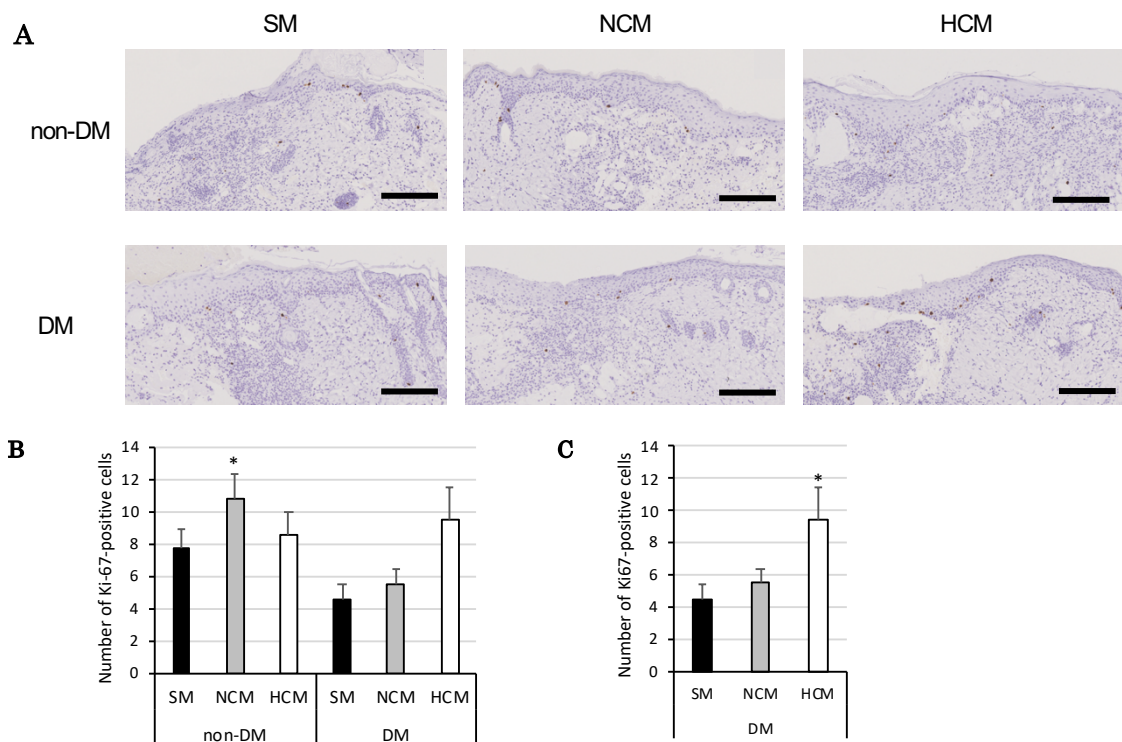 A
SM NCM HCM
non-DM
DM
B
Number of Ki-67-positive cells
14
12
10
8
6
4
2
0
*
SM NCM HCM SM NCM HCM
non-DM DM
C
Number of Ki67-positive cells
14
12
10
8
6
4
2
0
*
SM NCM HCM
DM